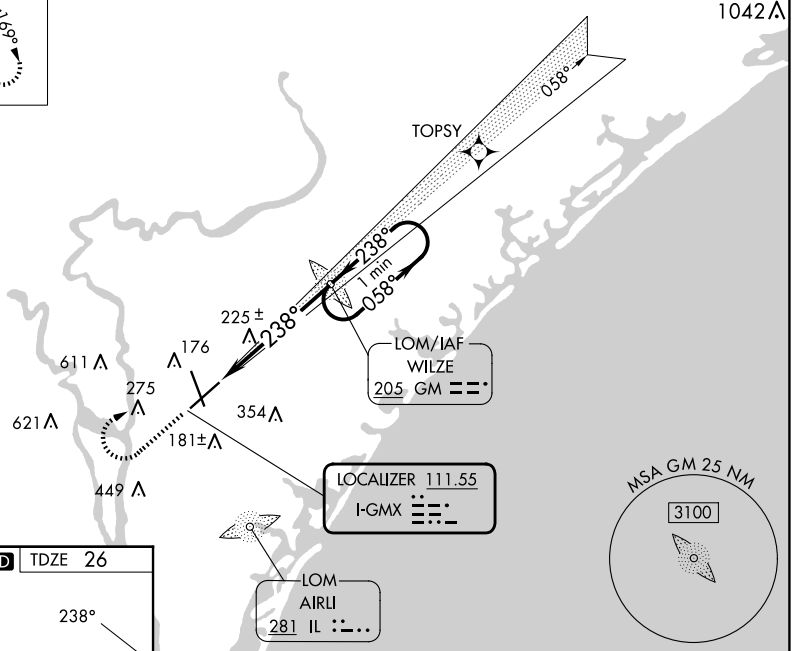 1042
169°
058°
TOPSY
238°
1 min
058°
225 ±
238°
LOM/IAF
WILZE
205 GM
176
611
275
621
354
181±
449
LOCALIZER 111.55
I-GMX
MSA GM 25 NM
3100
LOM
AIRLI
281 IL
D TDZE 26
238°